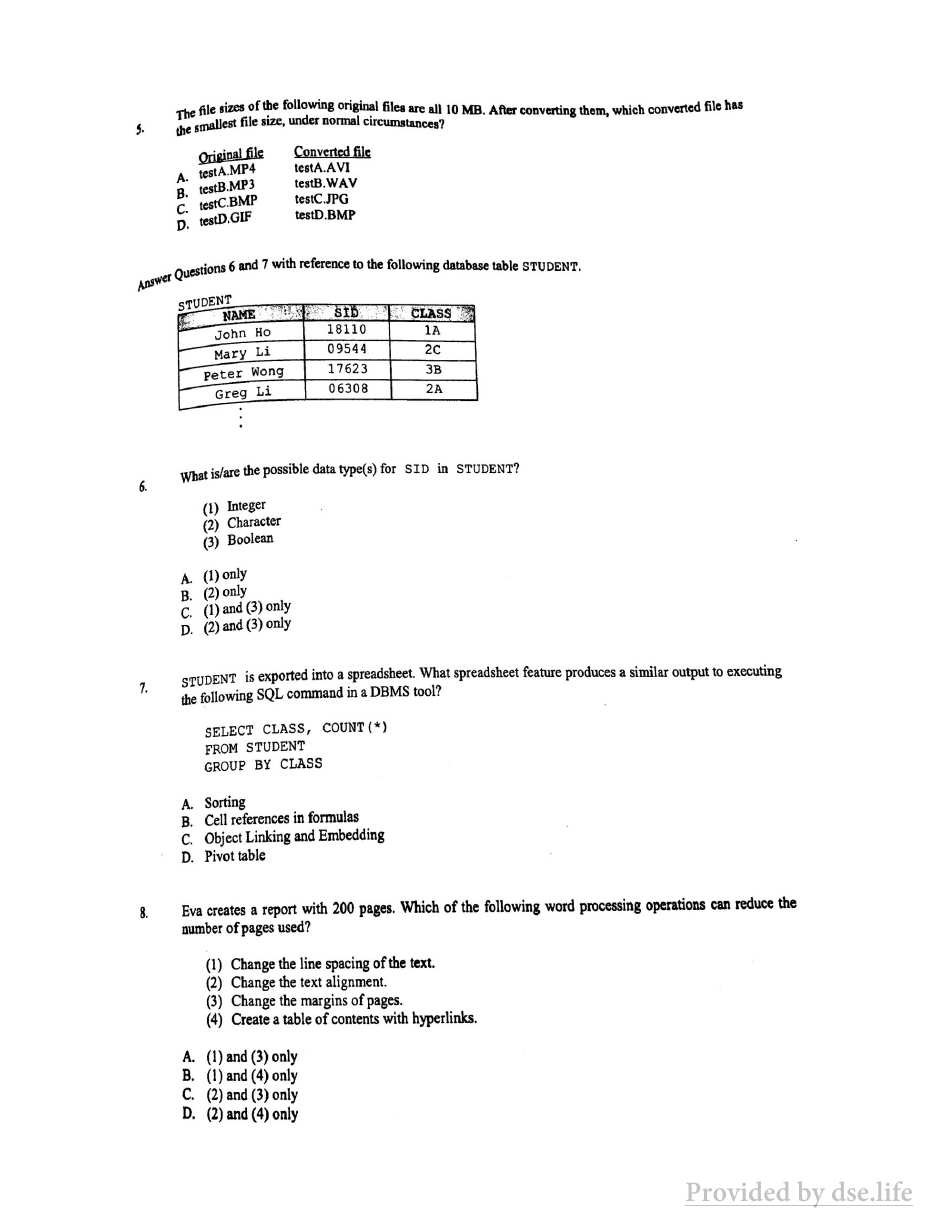 5. The file sizes of the following original files are all 10 MB. After converting them, which converted file has
the smallest file size, under normal circumstances?
Original file Converted file
A. testA.MP4 testA.AVI
B. testB.MP3 testB.WAV
C. testC.BMP testC.JPG
D. testD.GIF testD.BMP
Answer Questions 6 and 7 with reference to the following database table STUDENT.
STUDENT
NAME SID CLASS
John Ho 18110 1A
Mary Li 09544 2C
Peter Wong 17623 3B
Greg Li 06308 2A
6. What is/are the possible data type(s) for SID in STUDENT?
(1) Integer
(2) Character
(3) Boolean
A. (1) only
B. (2) only
C. (1) and (3) only
D. (2) and (3) only
7. STUDENT is exported into a spreadsheet. What spreadsheet feature produces a similar output to executing
the following SQL command in a DBMS tool?
SELECT CLASS, COUNT(*)
FROM STUDENT
GROUP BY CLASS
A. Sorting
B. Cell references in formulas
C. Object Linking and Embedding
D. Pivot table
8. Eva creates a report with 200 pages. Which of the following word processing operations can reduce the
number of pages used?
(1) Change the line spacing of the text.
(2) Change the text alignment.
(3) Change the margins of pages.
(4) Create a table of contents with hyperlinks.
A. (1) and (3) only
B. (1) and (4) only
C. (2) and (3) only
D. (2) and (4) only
Provided by dse.life